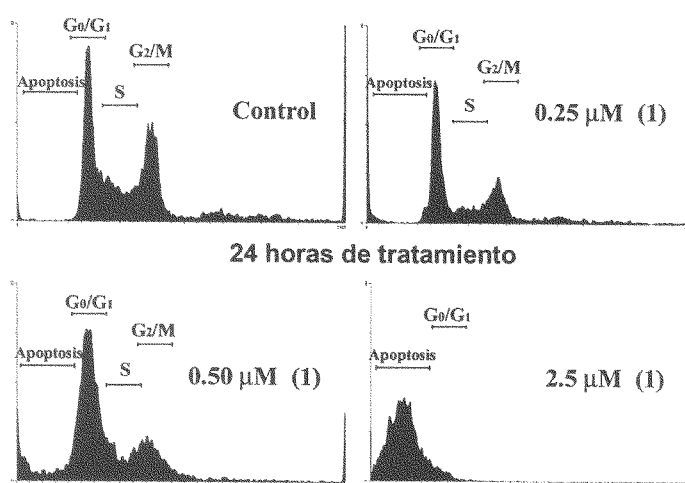 G0/G1
G2/M
Apoptosis
S
Control
G0/G1
G2/M
Apoptosis
S
0.25 µM (1)
24 horas de tratamiento
G0/G1
G2/M
Apoptosis
S
0.50 µM (1)
G0/G1
Apoptosis
2.5 µM (1)